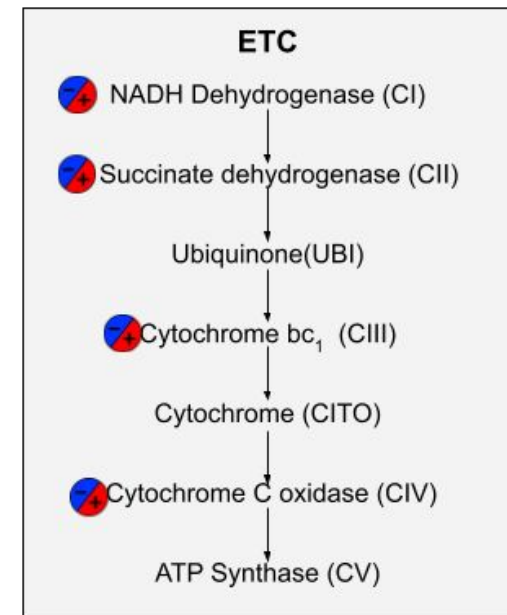 ETC
- + NADH Dehydrogenase (CI)
- + Succinate dehydrogenase (CII)
Ubiquinone(UBI)
- + Cytochrome bc₁ (CIII)
Cytochrome (CITO)
- + Cytochrome C oxidase (CIV)
ATP Synthase (CV)